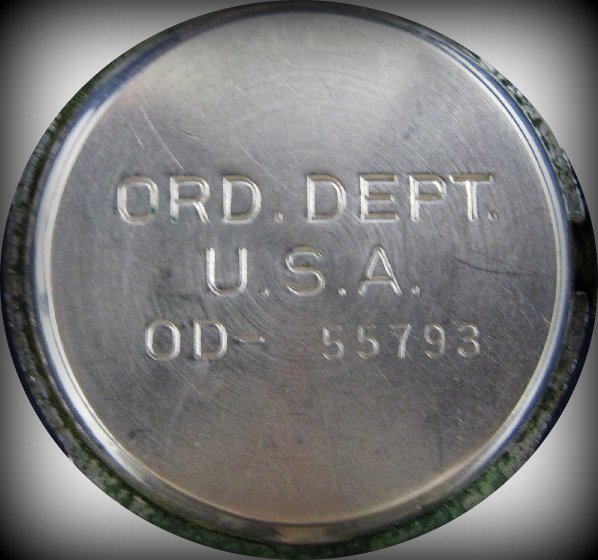 ORD. DEPT.
U.S.A.
OD- 55793